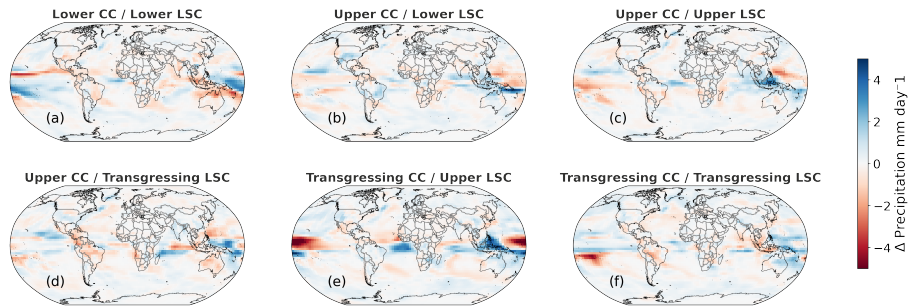 Lower CC / Lower LSC
Upper CC / Lower LSC
Upper CC / Upper LSC
(a)
(b)
(c)
Upper CC / Transgressing LSC
Transgressing CC / Upper LSC
Transgressing CC / Transgressing LSC
(d)
(e)
(f)
4
2
0
−2
−4
Δ Precipitation mm day−1